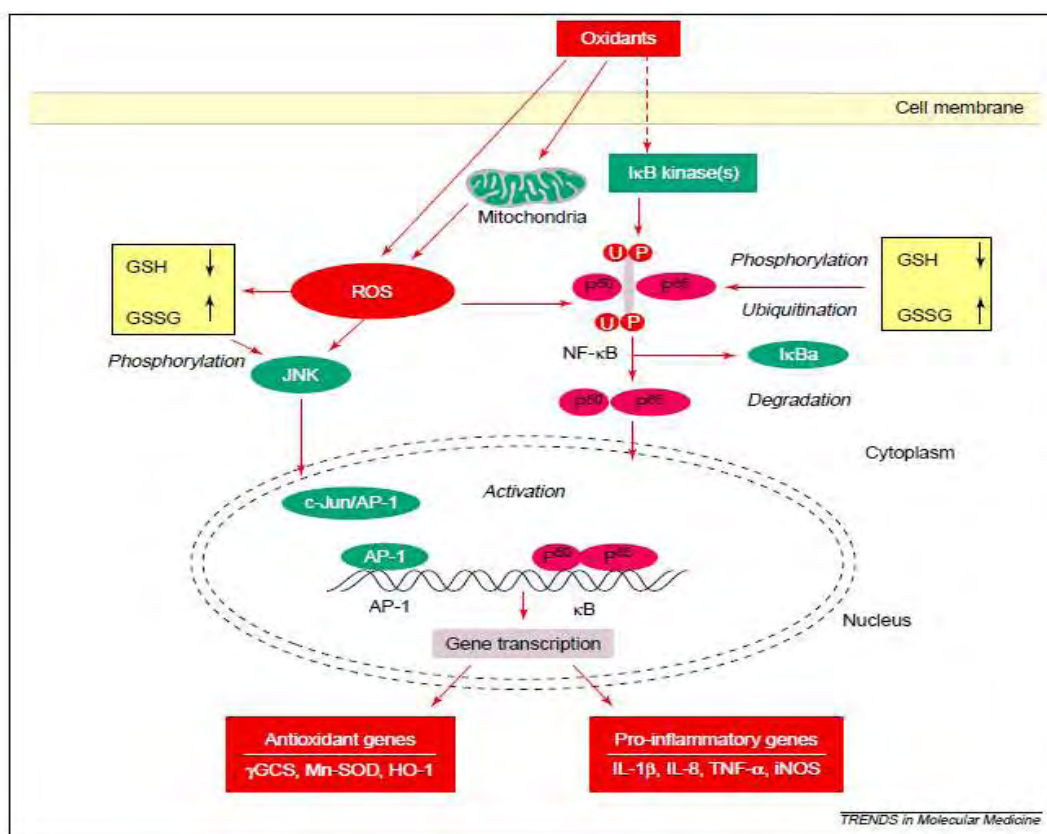 Oxidants
Cell membrane
IκB kinase(s)
Mitochondria
U P
GSH
GSSG
ROS
P50 P65
Phosphorylation
Ubiquitination
GSH
GSSG
U P
Phosphorylation
JNK
NF-κB
IκBa
P50 P65
Degradation
Cytoplasm
Activation
c-Jun/AP-1
AP-1
P50 P65
AP-1
κB
Nucleus
Gene transcription
Antioxidant genes
γGCS, Mn-SOD, HO-1
Pro-inflammatory genes
IL-1β, IL-8, TNF-α, iNOS
TRENDS in Molecular Medicine